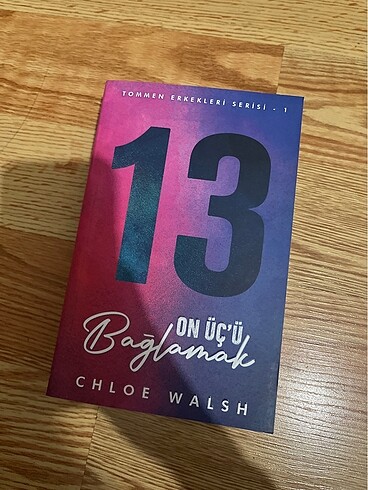 TOMMEN ERKEKLERİ SERİSİ - 1
13
ON ÜÇ'Ü
Bağlamak
CHLOE WALSH